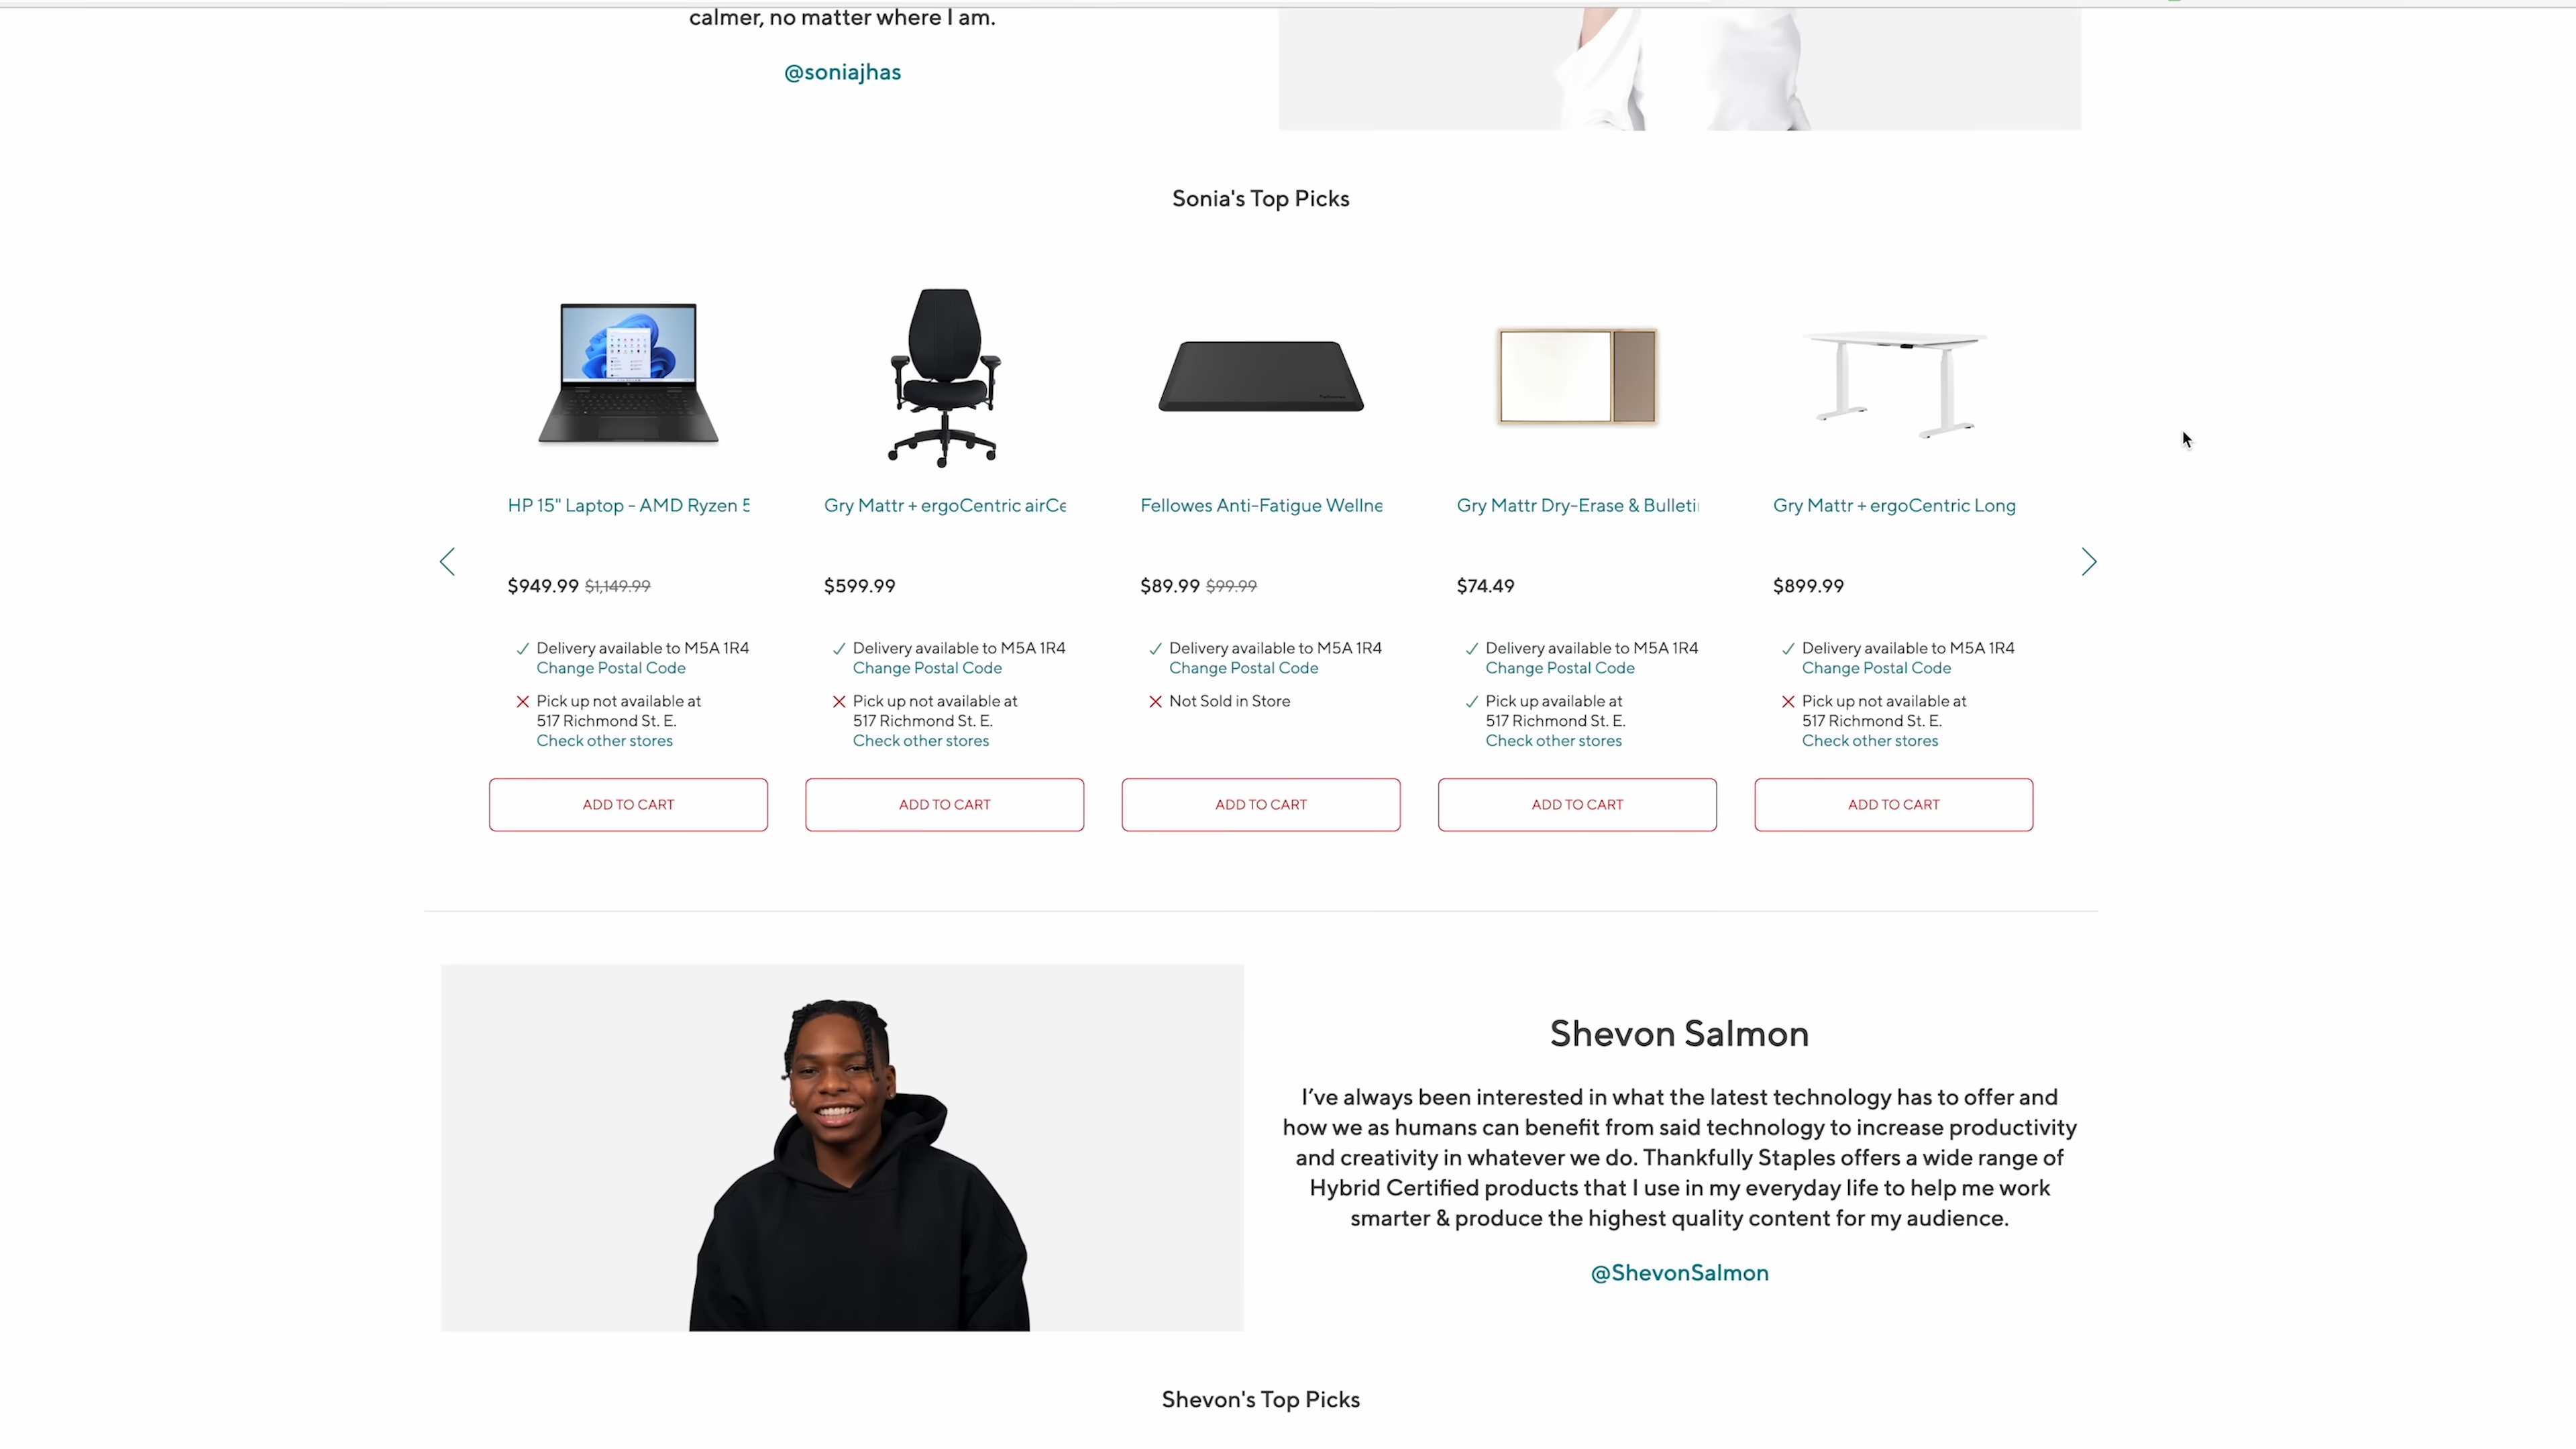 calmer, no matter where I am.
@soniajhas
Sonia's Top Picks
HP 15" Laptop - AMD Ryzen 5
$949.99 $1,149.99
Delivery available to M5A 1R4
Change Postal Code
Pick up not available at
517 Richmond St. E.
Check other stores
ADD TO CART
Gry Mattr + ergoCentric airCe
$599.99
Delivery available to M5A 1R4
Change Postal Code
Pick up not available at
517 Richmond St. E.
Check other stores
ADD TO CART
Fellowes Anti-Fatigue Wellne
$89.99 $99.99
Delivery available to M5A 1R4
Change Postal Code
Not Sold in Store
ADD TO CART
Gry Mattr Dry-Erase & Bulleti
$74.49
Delivery available to M5A 1R4
Change Postal Code
Pick up available at
517 Richmond St. E.
Check other stores
ADD TO CART
Gry Mattr + ergoCentric Long
$899.99
Delivery available to M5A 1R4
Change Postal Code
Pick up not available at
517 Richmond St. E.
Check other stores
ADD TO CART
Shevon Salmon
I’ve always been interested in what the latest technology has to offer and
how we as humans can benefit from said technology to increase productivity
and creativity in whatever we do. Thankfully Staples offers a wide range of
Hybrid Certified products that I use in my everyday life to help me work
smarter & produce the highest quality content for my audience.
@ShevonSalmon
Shevon's Top Picks